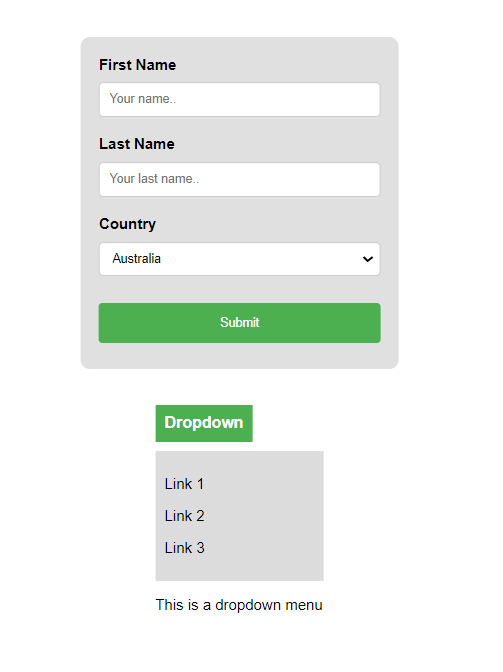 First Name
Your name..
Last Name
Your last name..
Country
Australia
Submit
Dropdown
Link 1
Link 2
Link 3
This is a dropdown menu